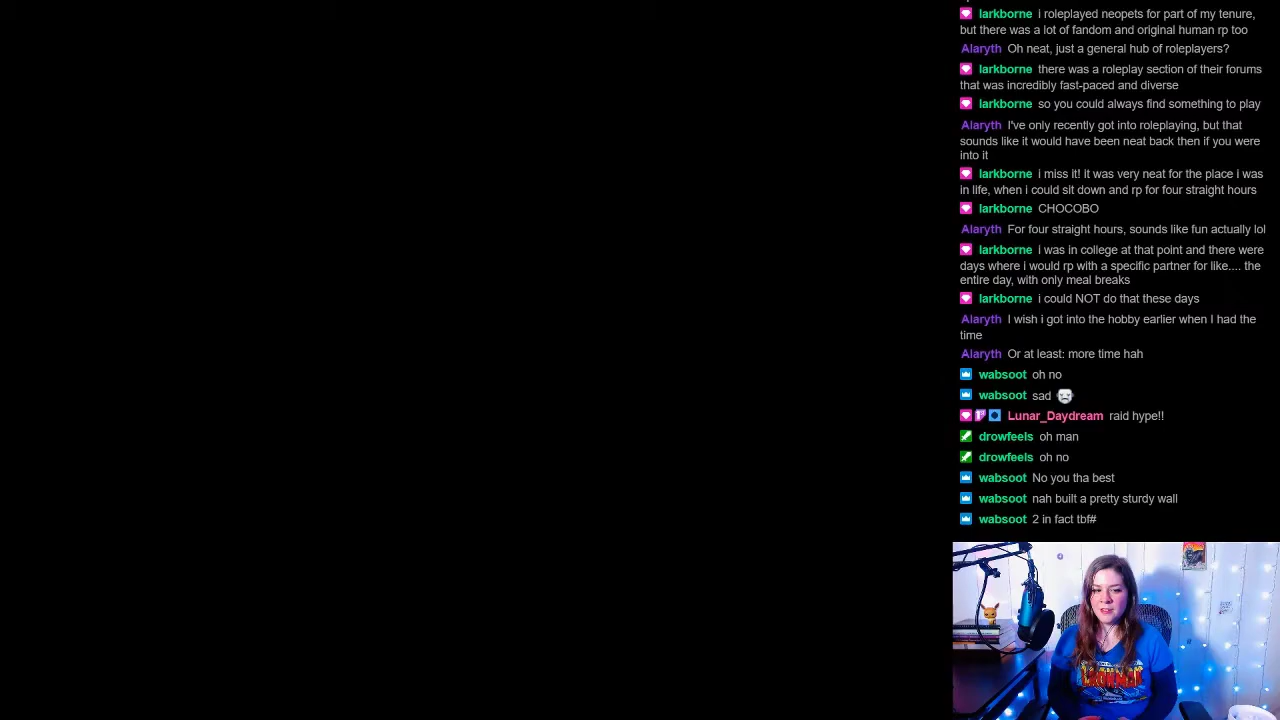 larkborne i roleplayed neopets for part of my tenure,
but there was a lot of fandom and original human rp too
Alaryth Oh neat, just a general hub of roleplayers?
larkborne there was a roleplay section of their forums
that was incredibly fast-paced and diverse
larkborne so you could always find something to play
Alaryth I've only recently got into roleplaying, but that
sounds like it would have been neat back then if you were
into it
larkborne i miss it! it was very neat for the place i was
in life, when i could sit down and rp for four straight hours
larkborne CHOCOBO
Alaryth For four straight hours, sounds like fun actually lol
larkborne i was in college at that point and there were
days where i would rp with a specific partner for like.... the
entire day, with only meal breaks
larkborne i could NOT do that these days
Alaryth I wish i got into the hobby earlier when I had the
time
Alaryth Or at least: more time hah
wabsoot oh no
wabsoot sad
Lunar_Daydream raid hype!!
drowfeels oh man
drowfeels oh no
wabsoot No you tha best
wabsoot nah built a pretty sturdy wall
wabsoot 2 in fact tbf#
IRONMAN